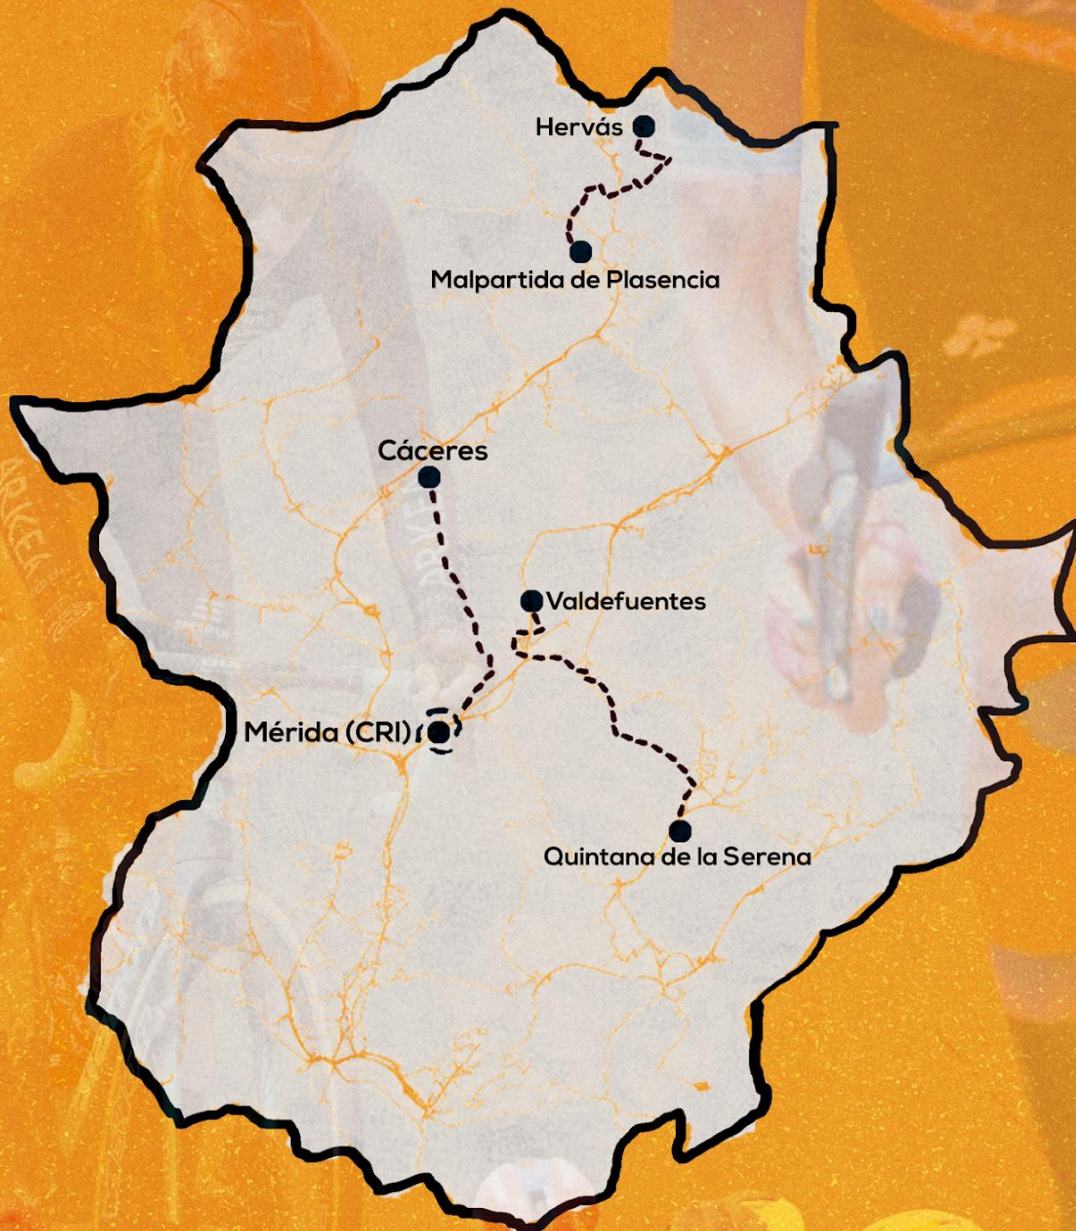 Hervás
Malpartida de Plasencia
Cáceres
Valdefuentes
Mérida (CRI)
Quintana de la Serena